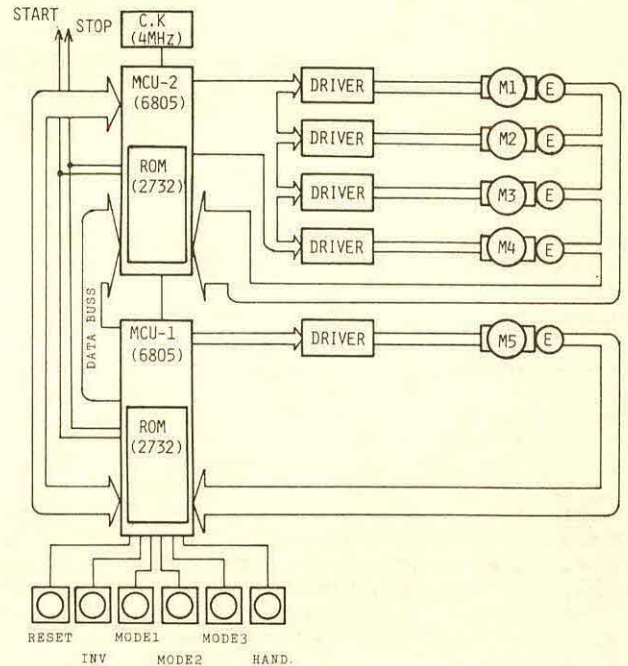 START
STOP
C.K
(4MHz)
MCU-2
(6805)
ROM
(2732)
DRIVER
M1
E
DRIVER
M2
E
DRIVER
M3
E
DRIVER
M4
E
DATA BUSS
MCU-1
(6805)
ROM
(2732)
DRIVER
M5
E
RESET
INV
MODE1
MODE2
MODE3
HAND.